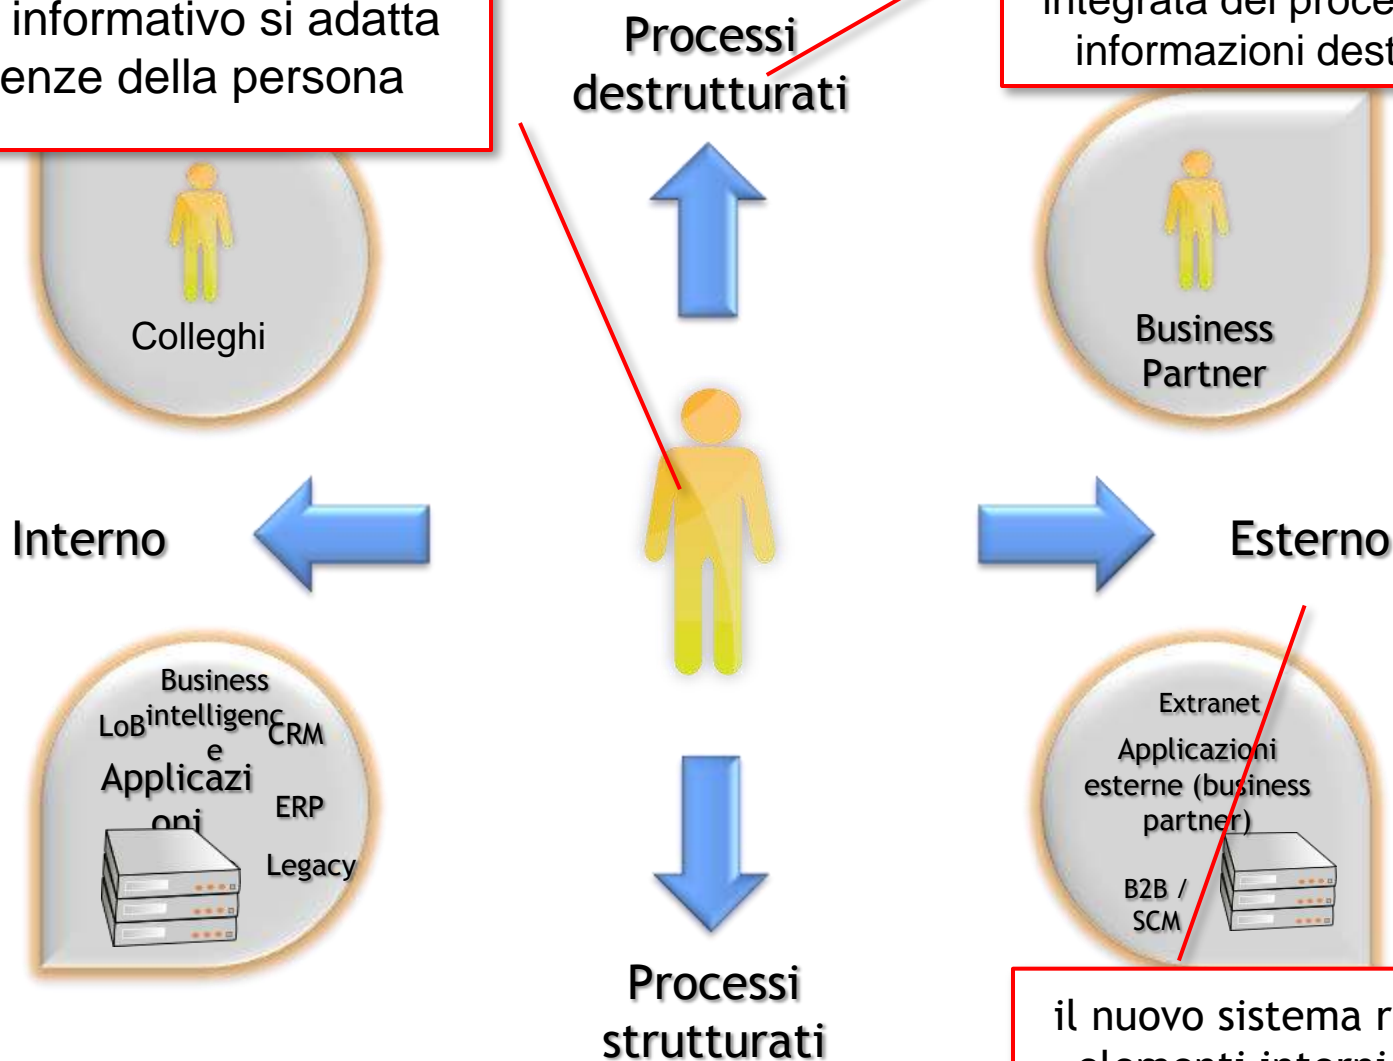 informativo si adatta
enze della persona
Processi
destrutturati
informazioni dest
Colleghi
Business
Partner
Interno
Esterno
Business
intelligenc
e
LoB
CRM
Applicazi
oni
ERP
Legacy
Extranet
Applicazioni
esterne (business
partner)
B2B /
SCM
Processi
strutturati
il nuovo sistema r